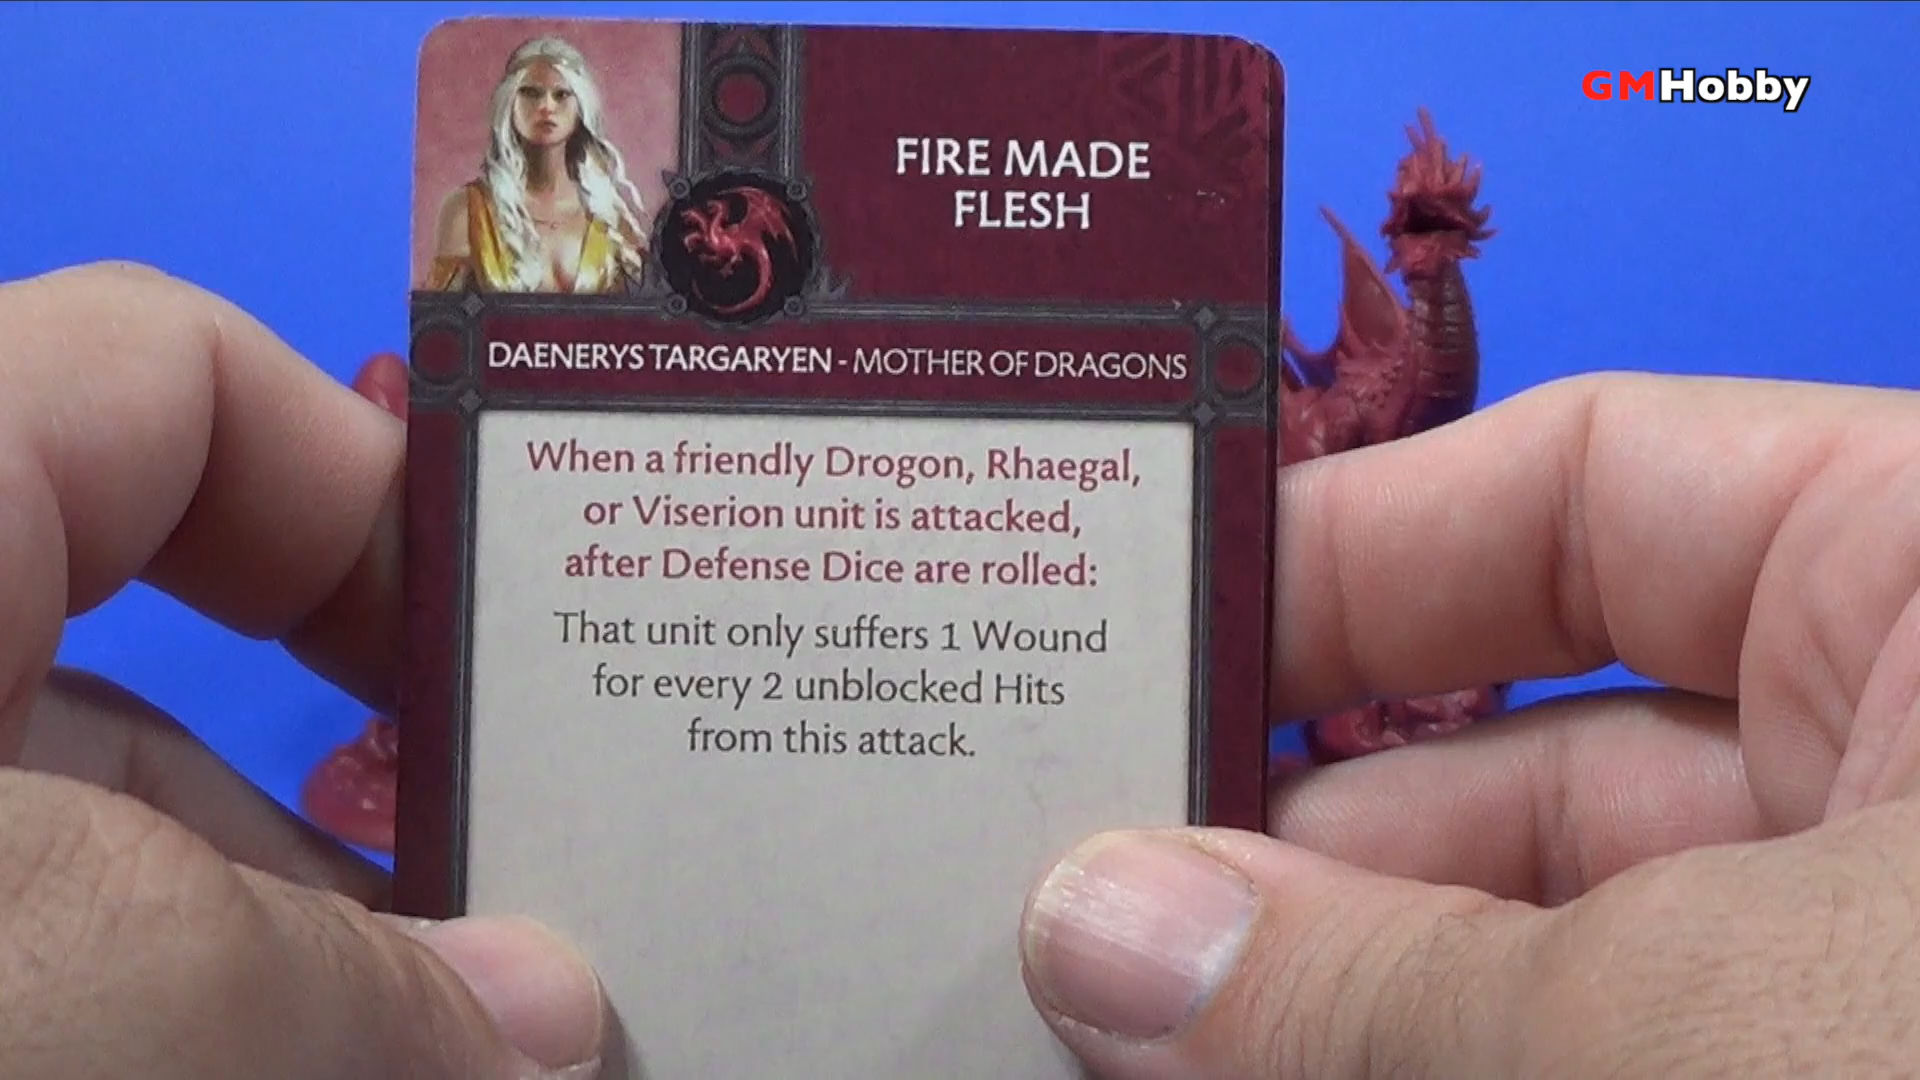 GMHobby
FIRE MADE
FLESH
DAENERYS TARGARYEN - MOTHER OF DRAGONS
When a friendly Drogon, Rhaegal,
or Viserion unit is attacked,
after Defense Dice are rolled:
That unit only suffers 1 Wound
for every 2 unblocked Hits
from this attack.